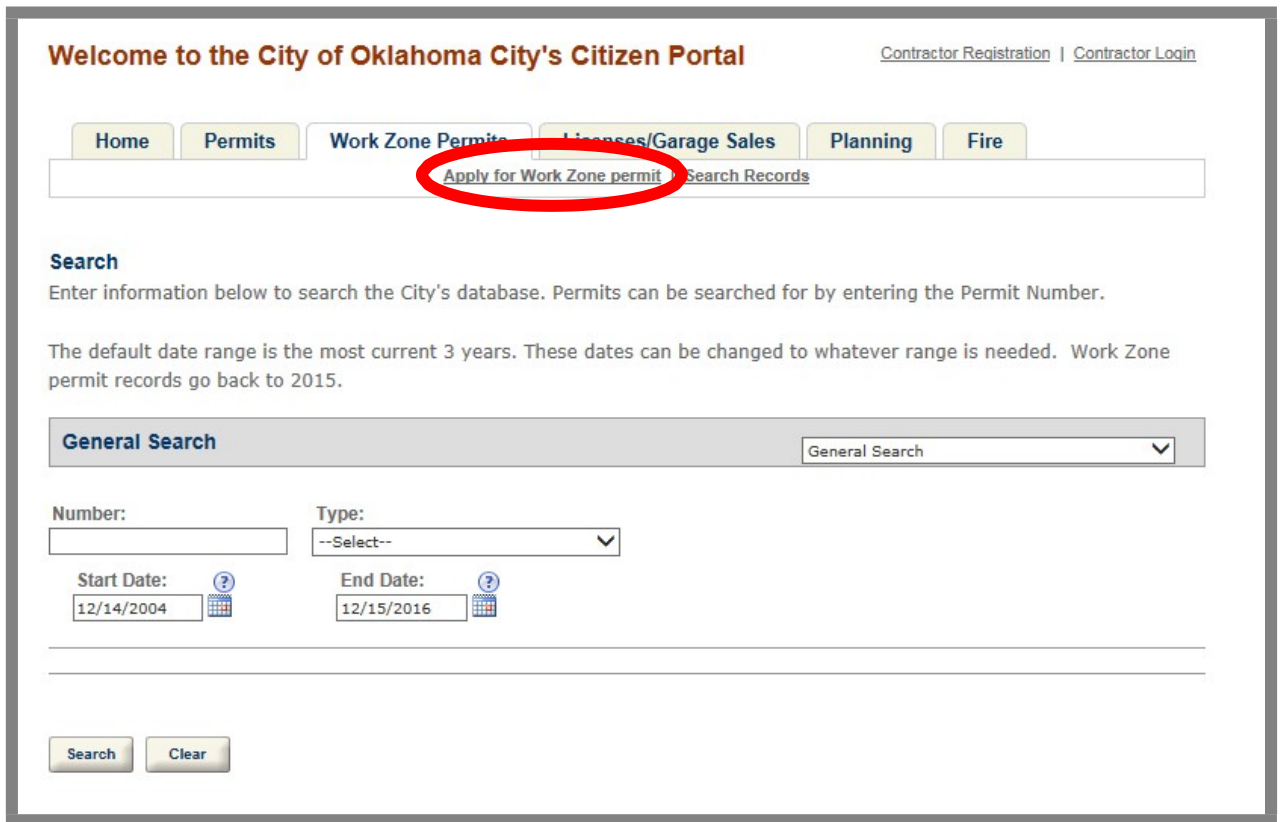 Welcome to the City of Oklahoma City's Citizen Portal
Contractor Registration | Contractor Login
Home Permits Work Zone Permits Licenses/Garage Sales Planning Fire
Apply for Work Zone permit Search Records
Search
Enter information below to search the City's database. Permits can be searched for by entering the Permit Number.
The default date range is the most current 3 years. These dates can be changed to whatever range is needed. Work Zone
permit records go back to 2015.
General Search
General Search
Number: Type:
--Select--
Start Date: ? End Date: ?
12/14/2004 12/15/2016
Search Clear